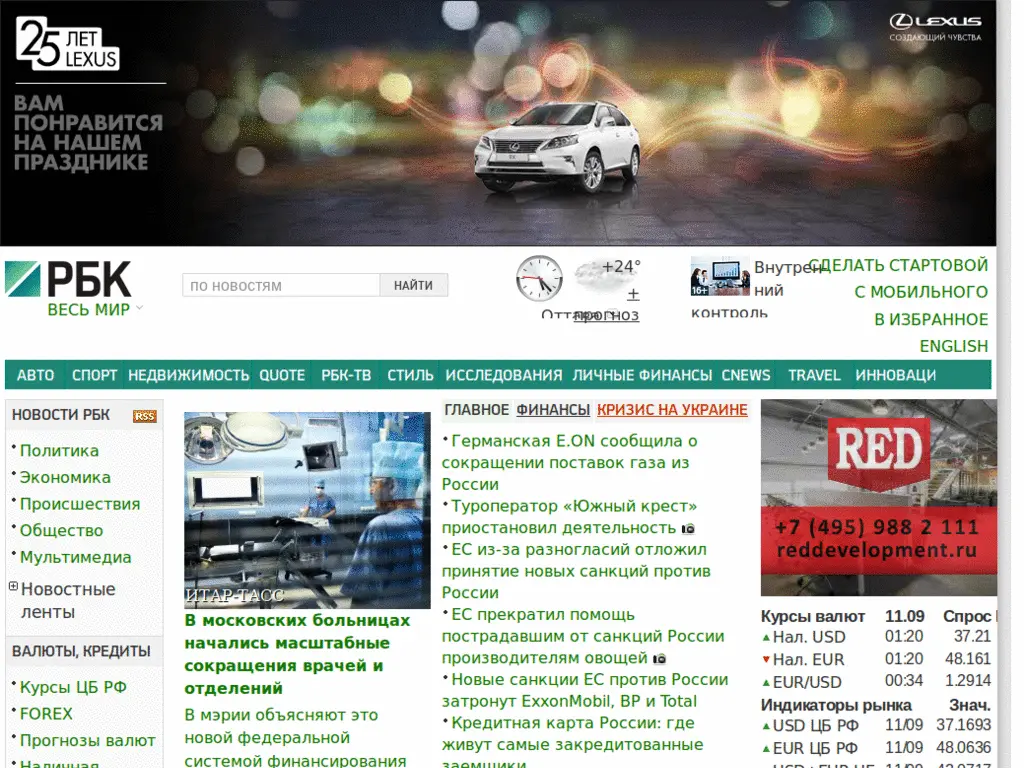 25 ЛЕТ
LEXUS
LEXUS
СОЗДАЮЩИЙ ЧУВСТВА
ВАМ
ПОНРАВИТСЯ
НА НАШЕМ
ПРАЗДНИКЕ
РБК
ВЕСЬ МИР
ПО НОВОСТЯМ
НАЙТИ
+24°
+
прогноз
16+
Внутрен
ний
контроль
СДЕЛАТЬ СТАРТОВОЙ
С МОБИЛЬНОГО
В ИЗБРАННОЕ
ENGLISH
АВТО СПОРТ НЕДВИЖИМОСТЬ QUOTE РБК-ТВ СТИЛЬ ИССЛЕДОВАНИЯ ЛИЧНЫЕ ФИНАНСЫ CNEWS TRAVEL ИННОВАЦИ
НОВОСТИ РБК RSS
Политика
Экономика
Происшествия
Общество
Мультимедиа
Новостные
ленты
ВАЛЮТЫ, КРЕДИТЫ
Курсы ЦБ РФ
FOREX
Прогнозы валют
Наличная
ИТАР-ТАСС
В московских больницах
начались масштабные
сокращения врачей и
отделений
В мэрии объясняют это
новой федеральной
системой финансирования
ГЛАВНОЕ ФИНАНСЫ КРИЗИС НА УКРАИНЕ
Германская E.ON сообщила о
сокращении поставок газа из
России
Туроператор «Южный крест»
приостановил деятельность
ЕС из-за разногласий отложил
принятие новых санкций против
России
ЕС прекратил помощь
пострадавшим от санкций России
производителям овощей
Новые санкции ЕС против России
затронут ExxonMobil, BP и Total
Кредитная карта России: где
живут самые закредитованные
заемщики
RED
+7 (495) 988 2 111
reddevelopment.ru
Курсы валют 11.09 Спрос
Нал. USD 01:20 37.21
Нал. EUR 01:20 48.161
EUR/USD 00:34 1.2914
Индикаторы рынка Знач.
USD ЦБ РФ 11/09 37.1693
EUR ЦБ РФ 11/09 48.0636